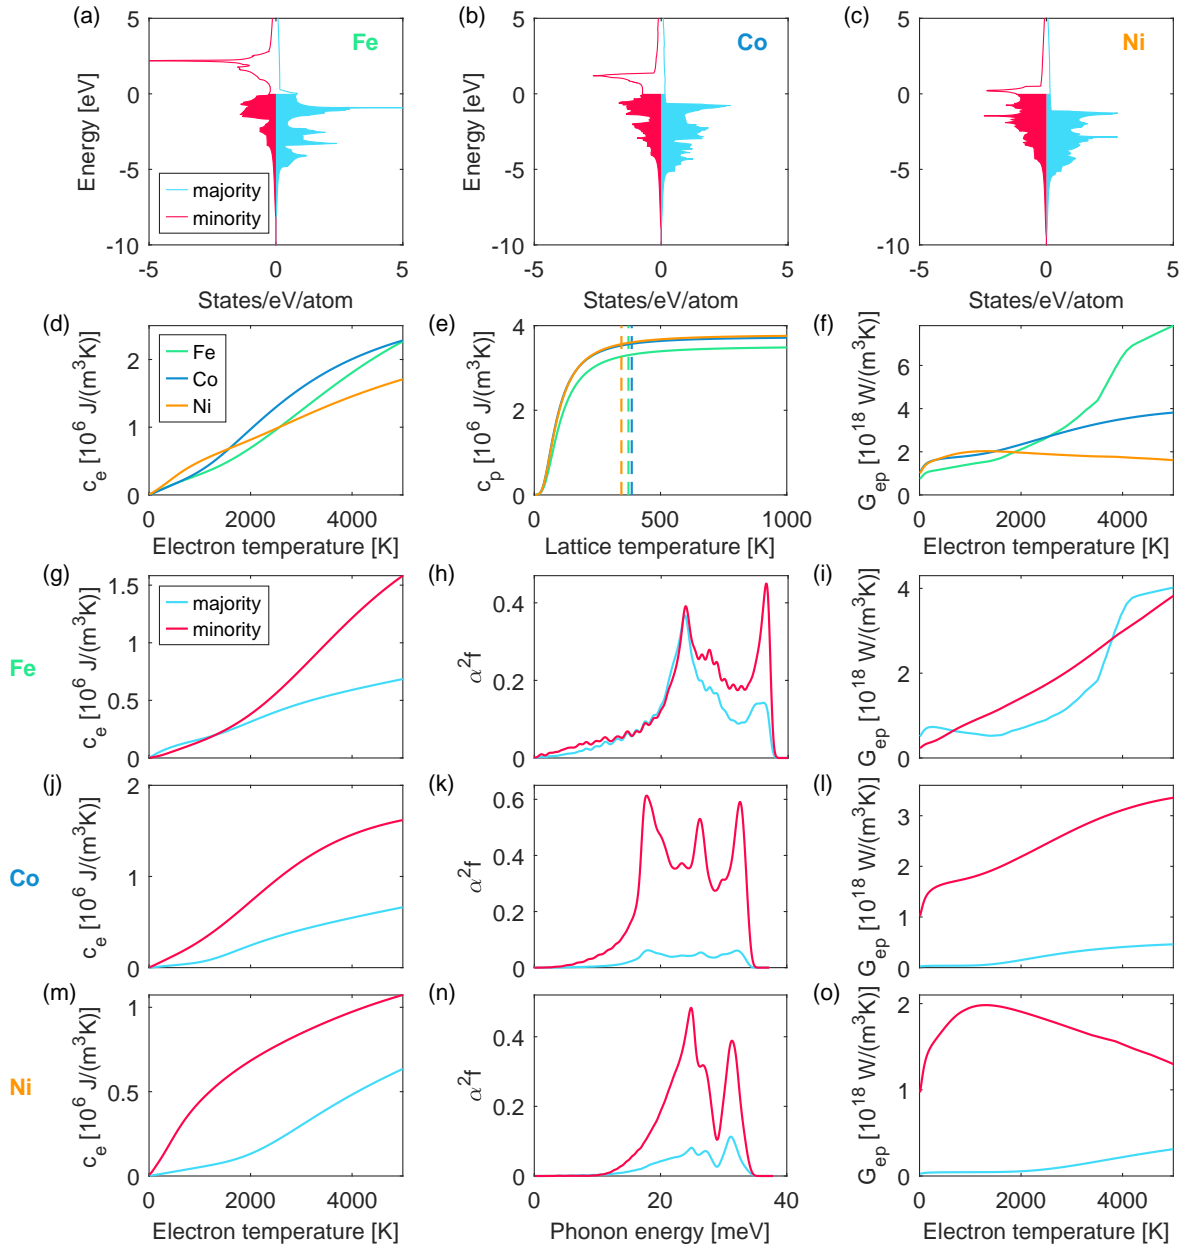 (a)
(b)
(c)
5
0
-5
-10
Energy [eV]
Fe
majority
minority
-5
0
5
States/eV/atom
5
0
-5
-10
Energy [eV]
Co
-5
0
5
States/eV/atom
5
0
-5
-10
Energy [eV]
Ni
-5
0
5
States/eV/atom
(d)
(e)
(f)
2
1
0
c_e [10^6 J/(m^3K)]
Fe
Co
Ni
0
2000
4000
Electron temperature [K]
4
2
0
c_p [10^6 J/(m^3K)]
0
500
1000
Lattice temperature [K]
6
4
2
0
G_ep [10^18 W/(m^3K)]
0
2000
4000
Electron temperature [K]
(g)
(h)
(i)
Fe
1.5
1
0.5
0
c_e [10^6 J/(m^3K)]
majority
minority
0.4
0.2
0
α^2f
4
2
0
G_ep [10^18 W/(m^3K)]
(j)
(k)
(l)
Co
2
1
0
c_e [10^6 J/(m^3K)]
0.6
0.4
0.2
0
α^2f
3
2
1
0
G_ep [10^18 W/(m^3K)]
(m)
(n)
(o)
Ni
1
0.5
0
c_e [10^6 J/(m^3K)]
0
2000
4000
Electron temperature [K]
0.4
0.2
0
α^2f
0
20
40
Phonon energy [meV]
2
1
0
G_ep [10^18 W/(m^3K)]
0
2000
4000
Electron temperature [K]